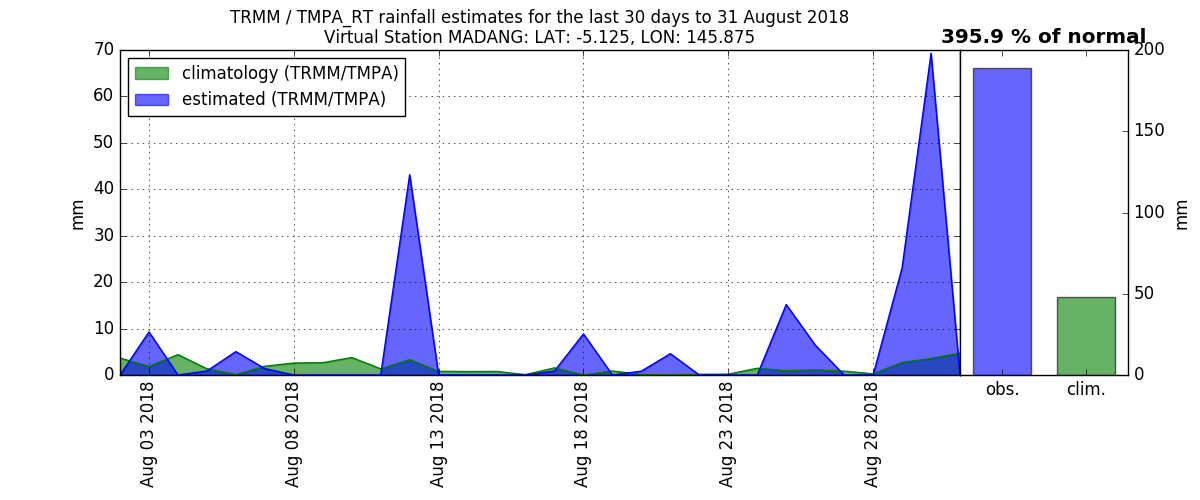 TRMM / TMPA_RT rainfall estimates for the last 30 days to 31 August 2018
Virtual Station MADANG: LAT: -5.125, LON: 145.875
395.9 % of normal
climatology (TRMM/TMPA)
estimated (TRMM/TMPA)
70
60
50
40
30
20
10
0
mm
Aug 03 2018
Aug 08 2018
Aug 13 2018
Aug 18 2018
Aug 23 2018
Aug 28 2018
obs.
clim.
200
150
100
50
0
mm